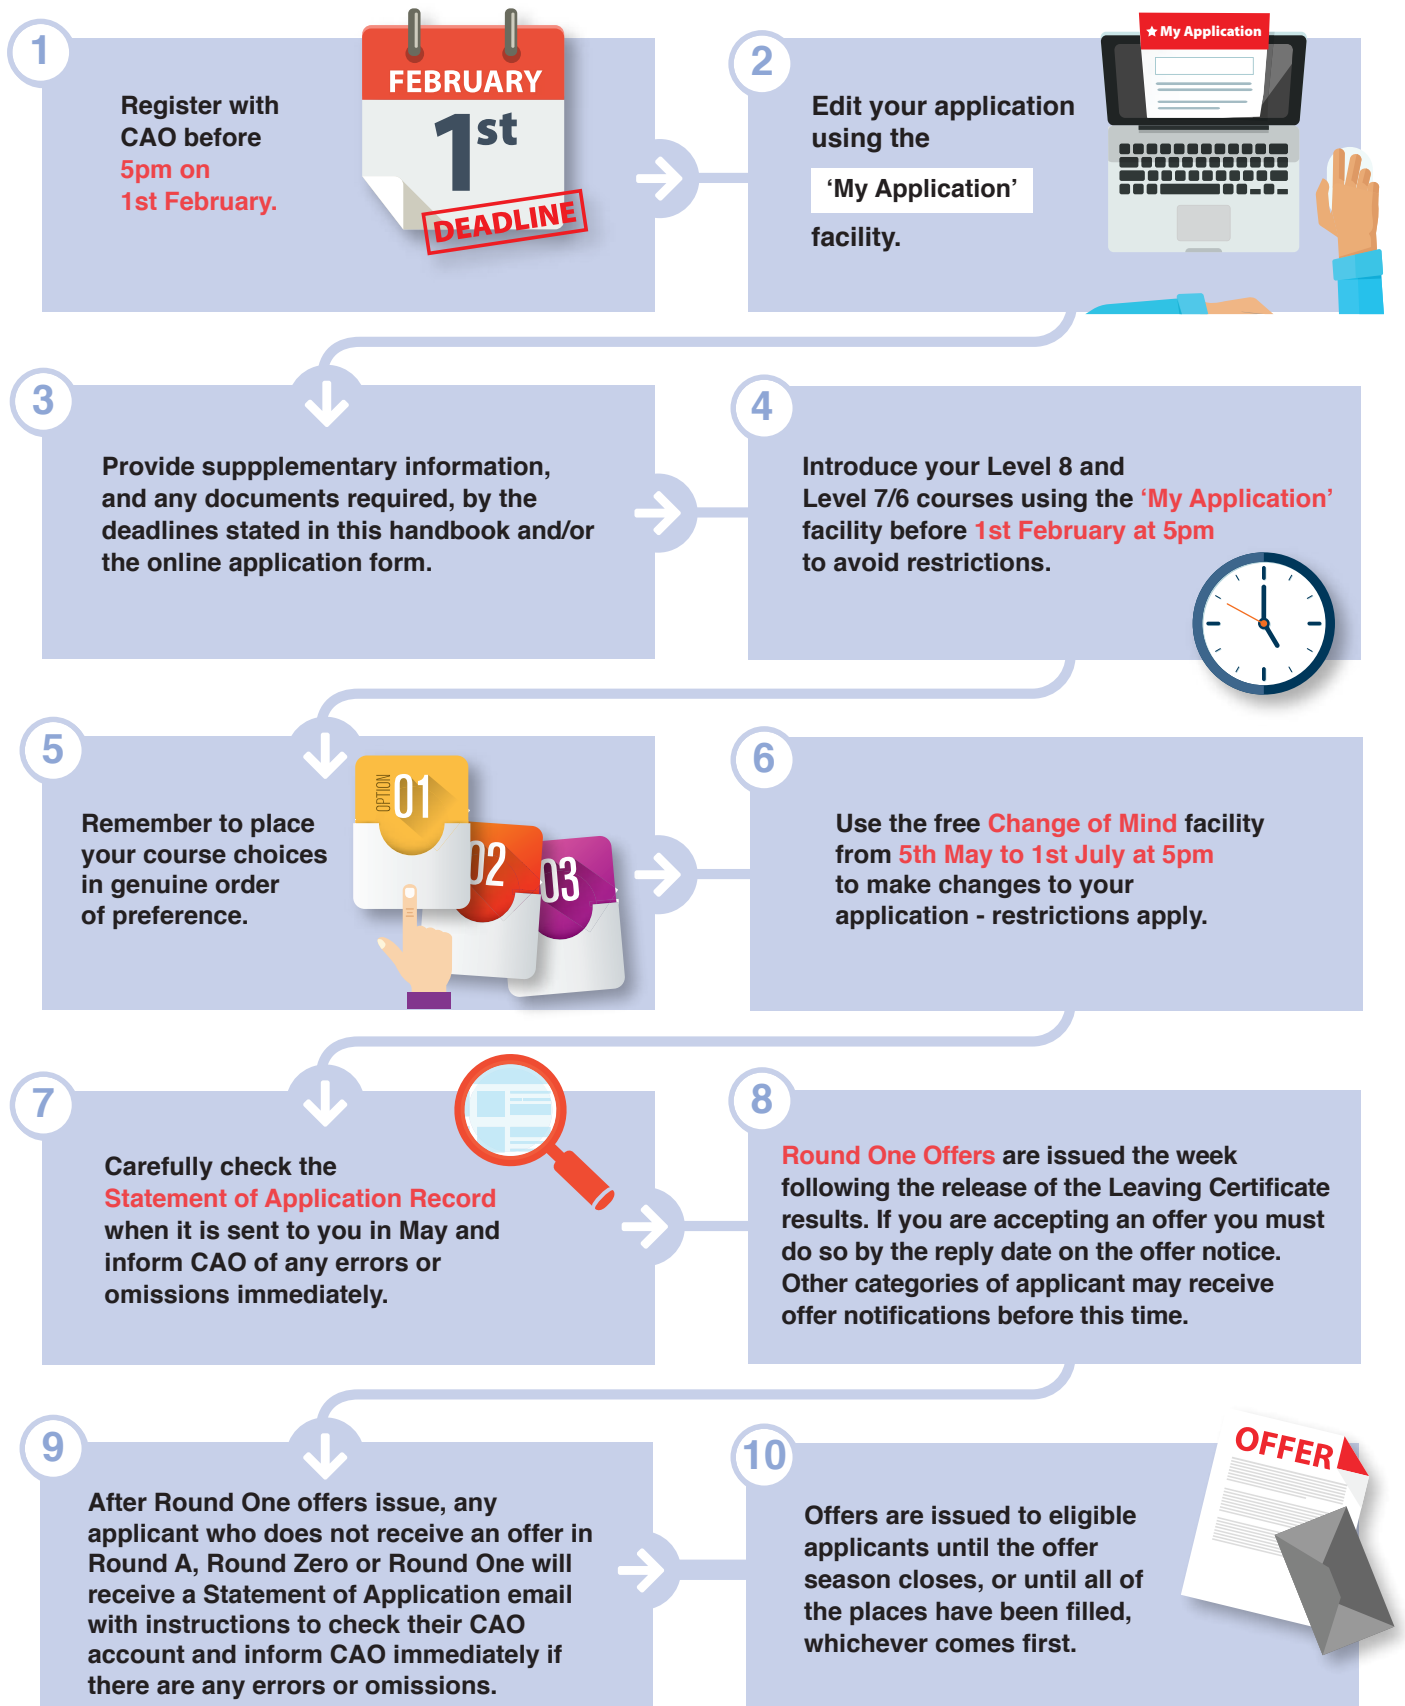 1
Register with
CAO before
5pm on
1st February.
FEBRUARY
1st
DEADLINE
2
Edit your application
using the
‘My Application’
facility.
★ My Application
3
Provide suppplementary information,
and any documents required, by the
deadlines stated in this handbook and/or
the online application form.
4
Introduce your Level 8 and
Level 7/6 courses using the ‘My Application’
facility before 1st February at 5pm
to avoid restrictions.
5
Remember to place
your course choices
in genuine order
of preference.
OPTION 01
02
03
6
Use the free Change of Mind facility
from 5th May to 1st July at 5pm
to make changes to your
application - restrictions apply.
7
Carefully check the
Statement of Application Record
when it is sent to you in May and
inform CAO of any errors or
omissions immediately.
8
Round One Offers are issued the week
following the release of the Leaving Certificate
results. If you are accepting an offer you must
do so by the reply date on the offer notice.
Other categories of applicant may receive
offer notifications before this time.
9
After Round One offers issue, any
applicant who does not receive an offer in
Round A, Round Zero or Round One will
receive a Statement of Application email
with instructions to check their CAO
account and inform CAO immediately if
there are any errors or omissions.
10
Offers are issued to eligible
applicants until the offer
season closes, or until all of
the places have been filled,
whichever comes first.
OFFER